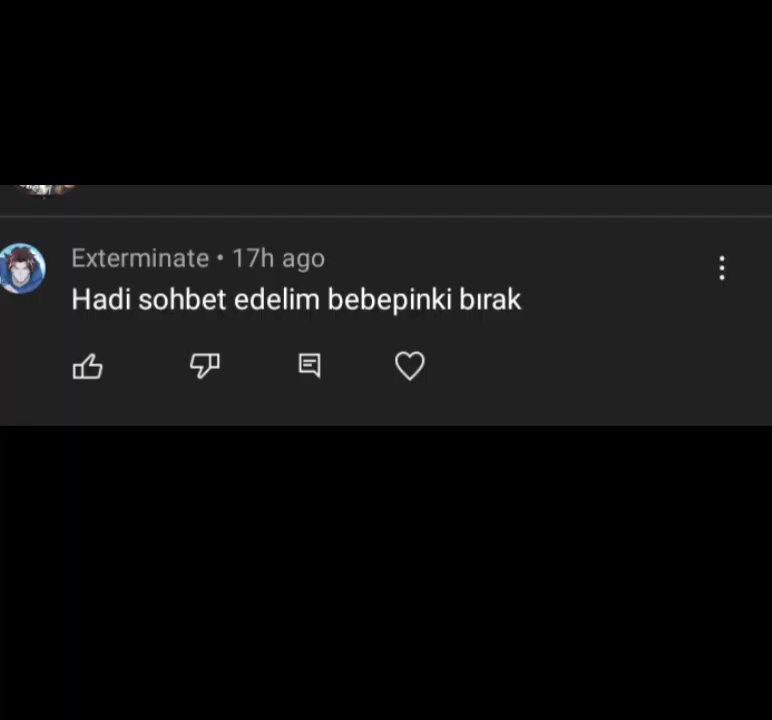 Exterminate • 17h ago
Hadi sohbet edelim bebepinki bırak